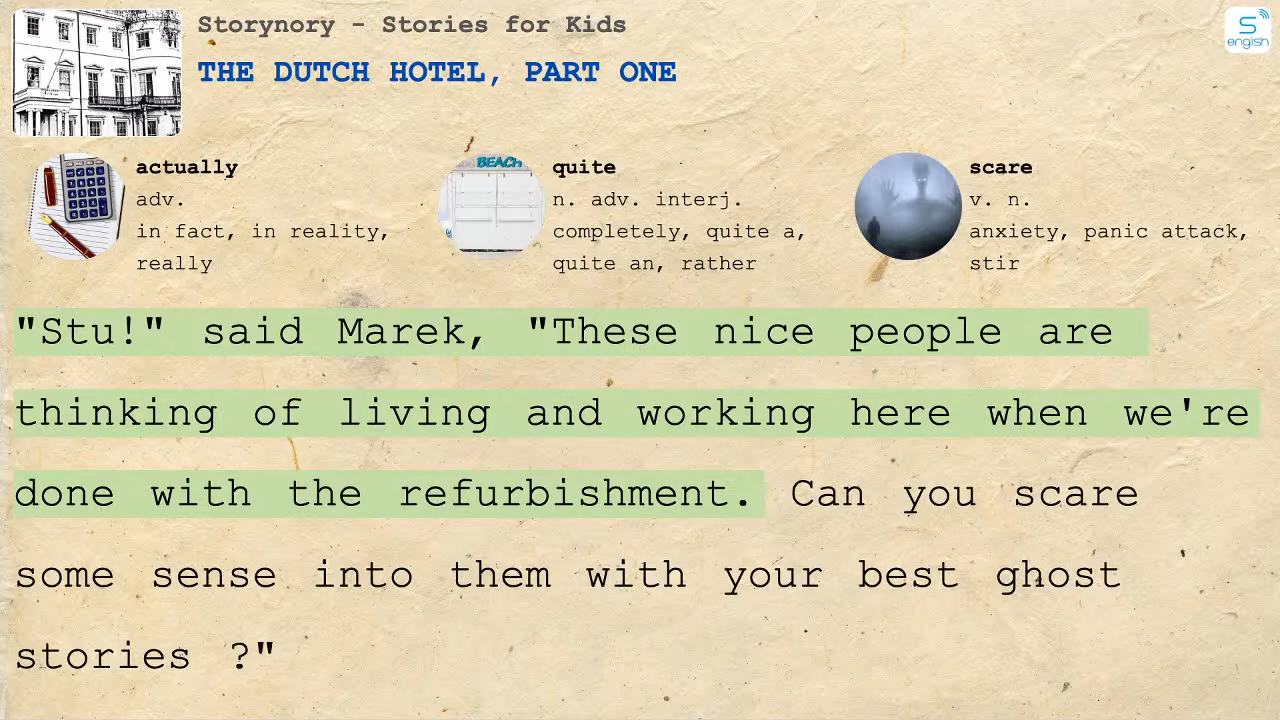 Storynory - Stories for Kids
THE DUTCH HOTEL, PART ONE
S
english
actually
adv.
in fact, in reality,
really
BEACH
quite
n. adv. interj.
completely, quite a,
quite an, rather
scare
v. n.
anxiety, panic attack,
stir
"Stu!" said Marek, "These nice people are
thinking of living and working here when we're
done with the refurbishment. Can you scare
some sense into them with your best ghost
stories ?"